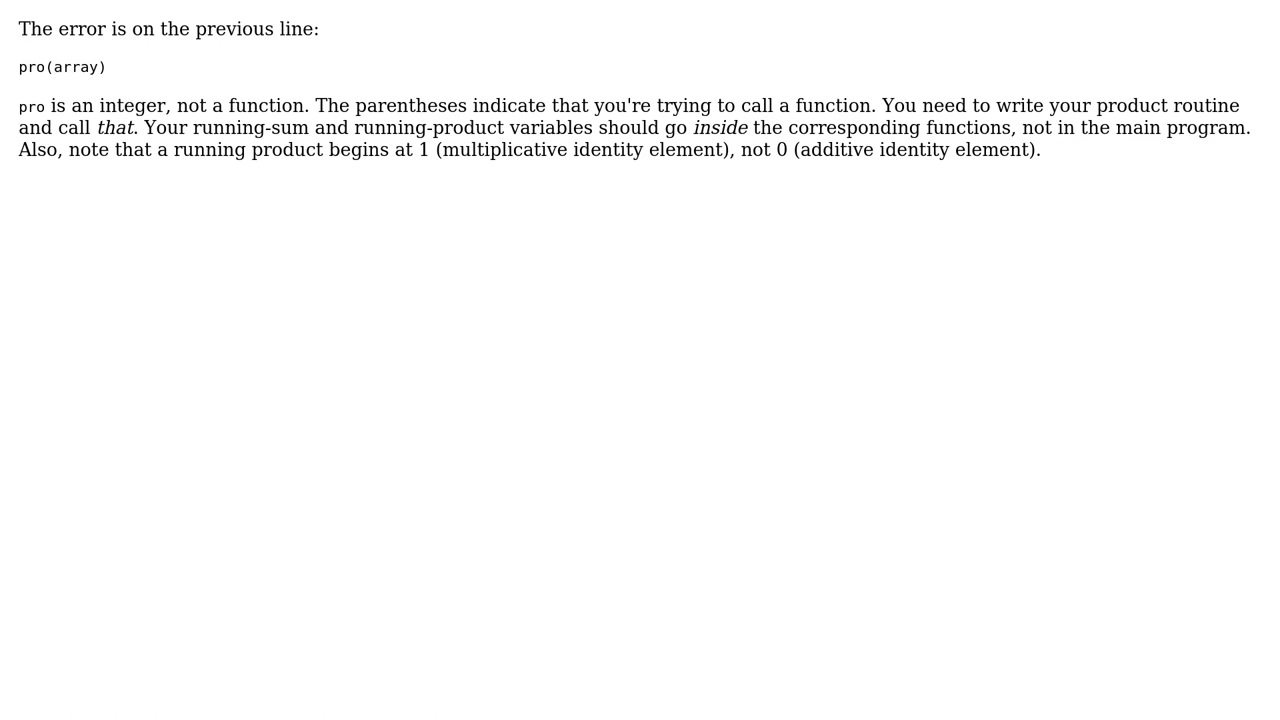 The error is on the previous line:
pro(array)
pro is an integer, not a function. The parentheses indicate that you're trying to call a function. You need to write your product routine
and call that. Your running-sum and running-product variables should go inside the corresponding functions, not in the main program.
Also, note that a running product begins at 1 (multiplicative identity element), not 0 (additive identity element).